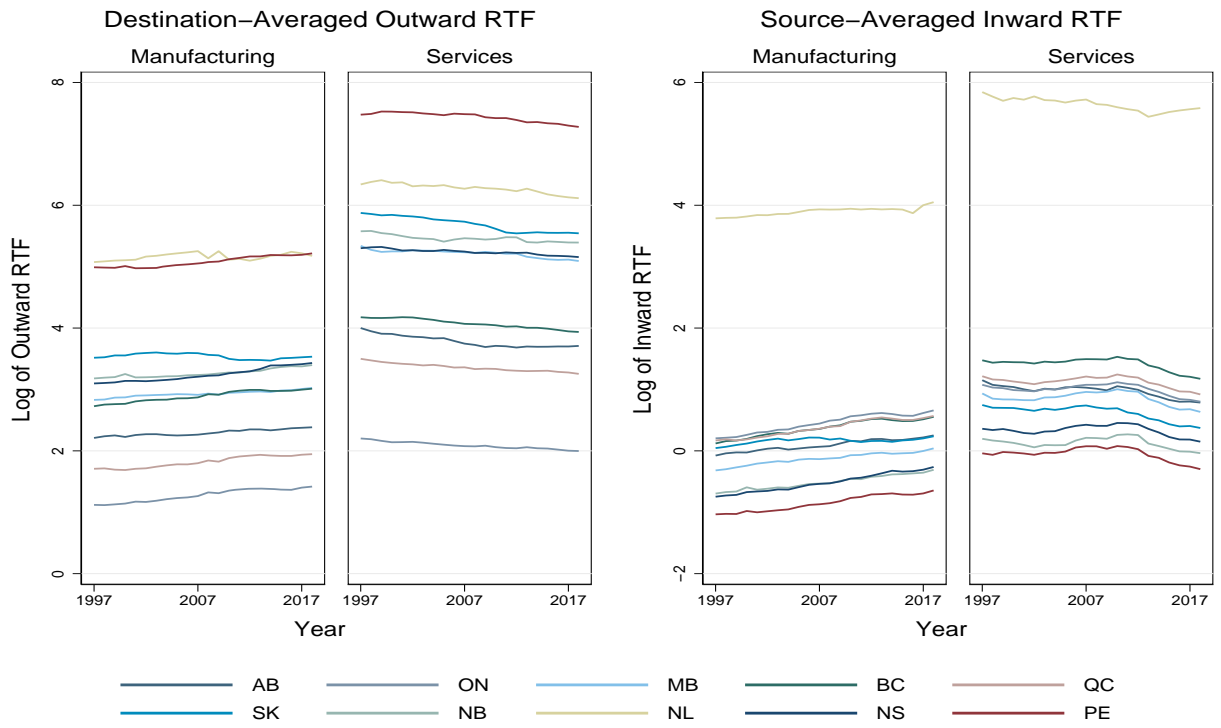 Destination−Averaged Outward RTF
Manufacturing Services
Log of Outward RTF
8
6
4
2
0
1997 2007 2017 1997 2007 2017
Year
Source−Averaged Inward RTF
Manufacturing Services
Log of Inward RTF
6
4
2
0
−2
1997 2007 2017 1997 2007 2017
Year
AB ON MB BC QC
SK NB NL NS PE